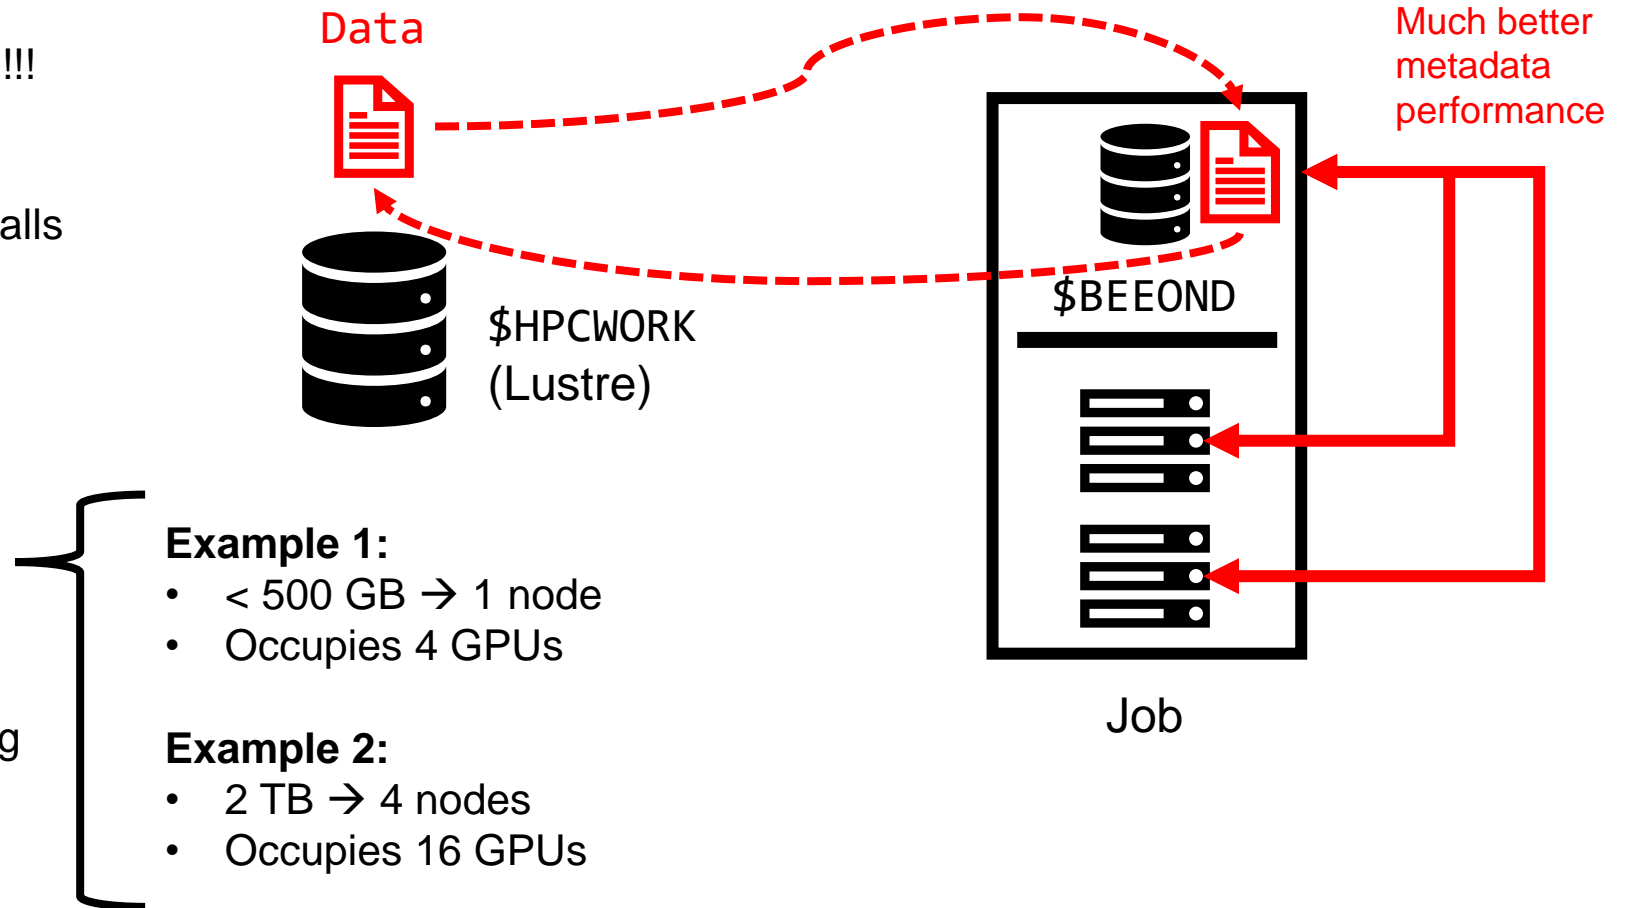 !!!
alls
g
Data
Much better
metadata
performance
$HPCWORK
(Lustre)
$BEEOND
Job
Example 1:
• < 500 GB → 1 node
• Occupies 4 GPUs
Example 2:
• 2 TB → 4 nodes
• Occupies 16 GPUs